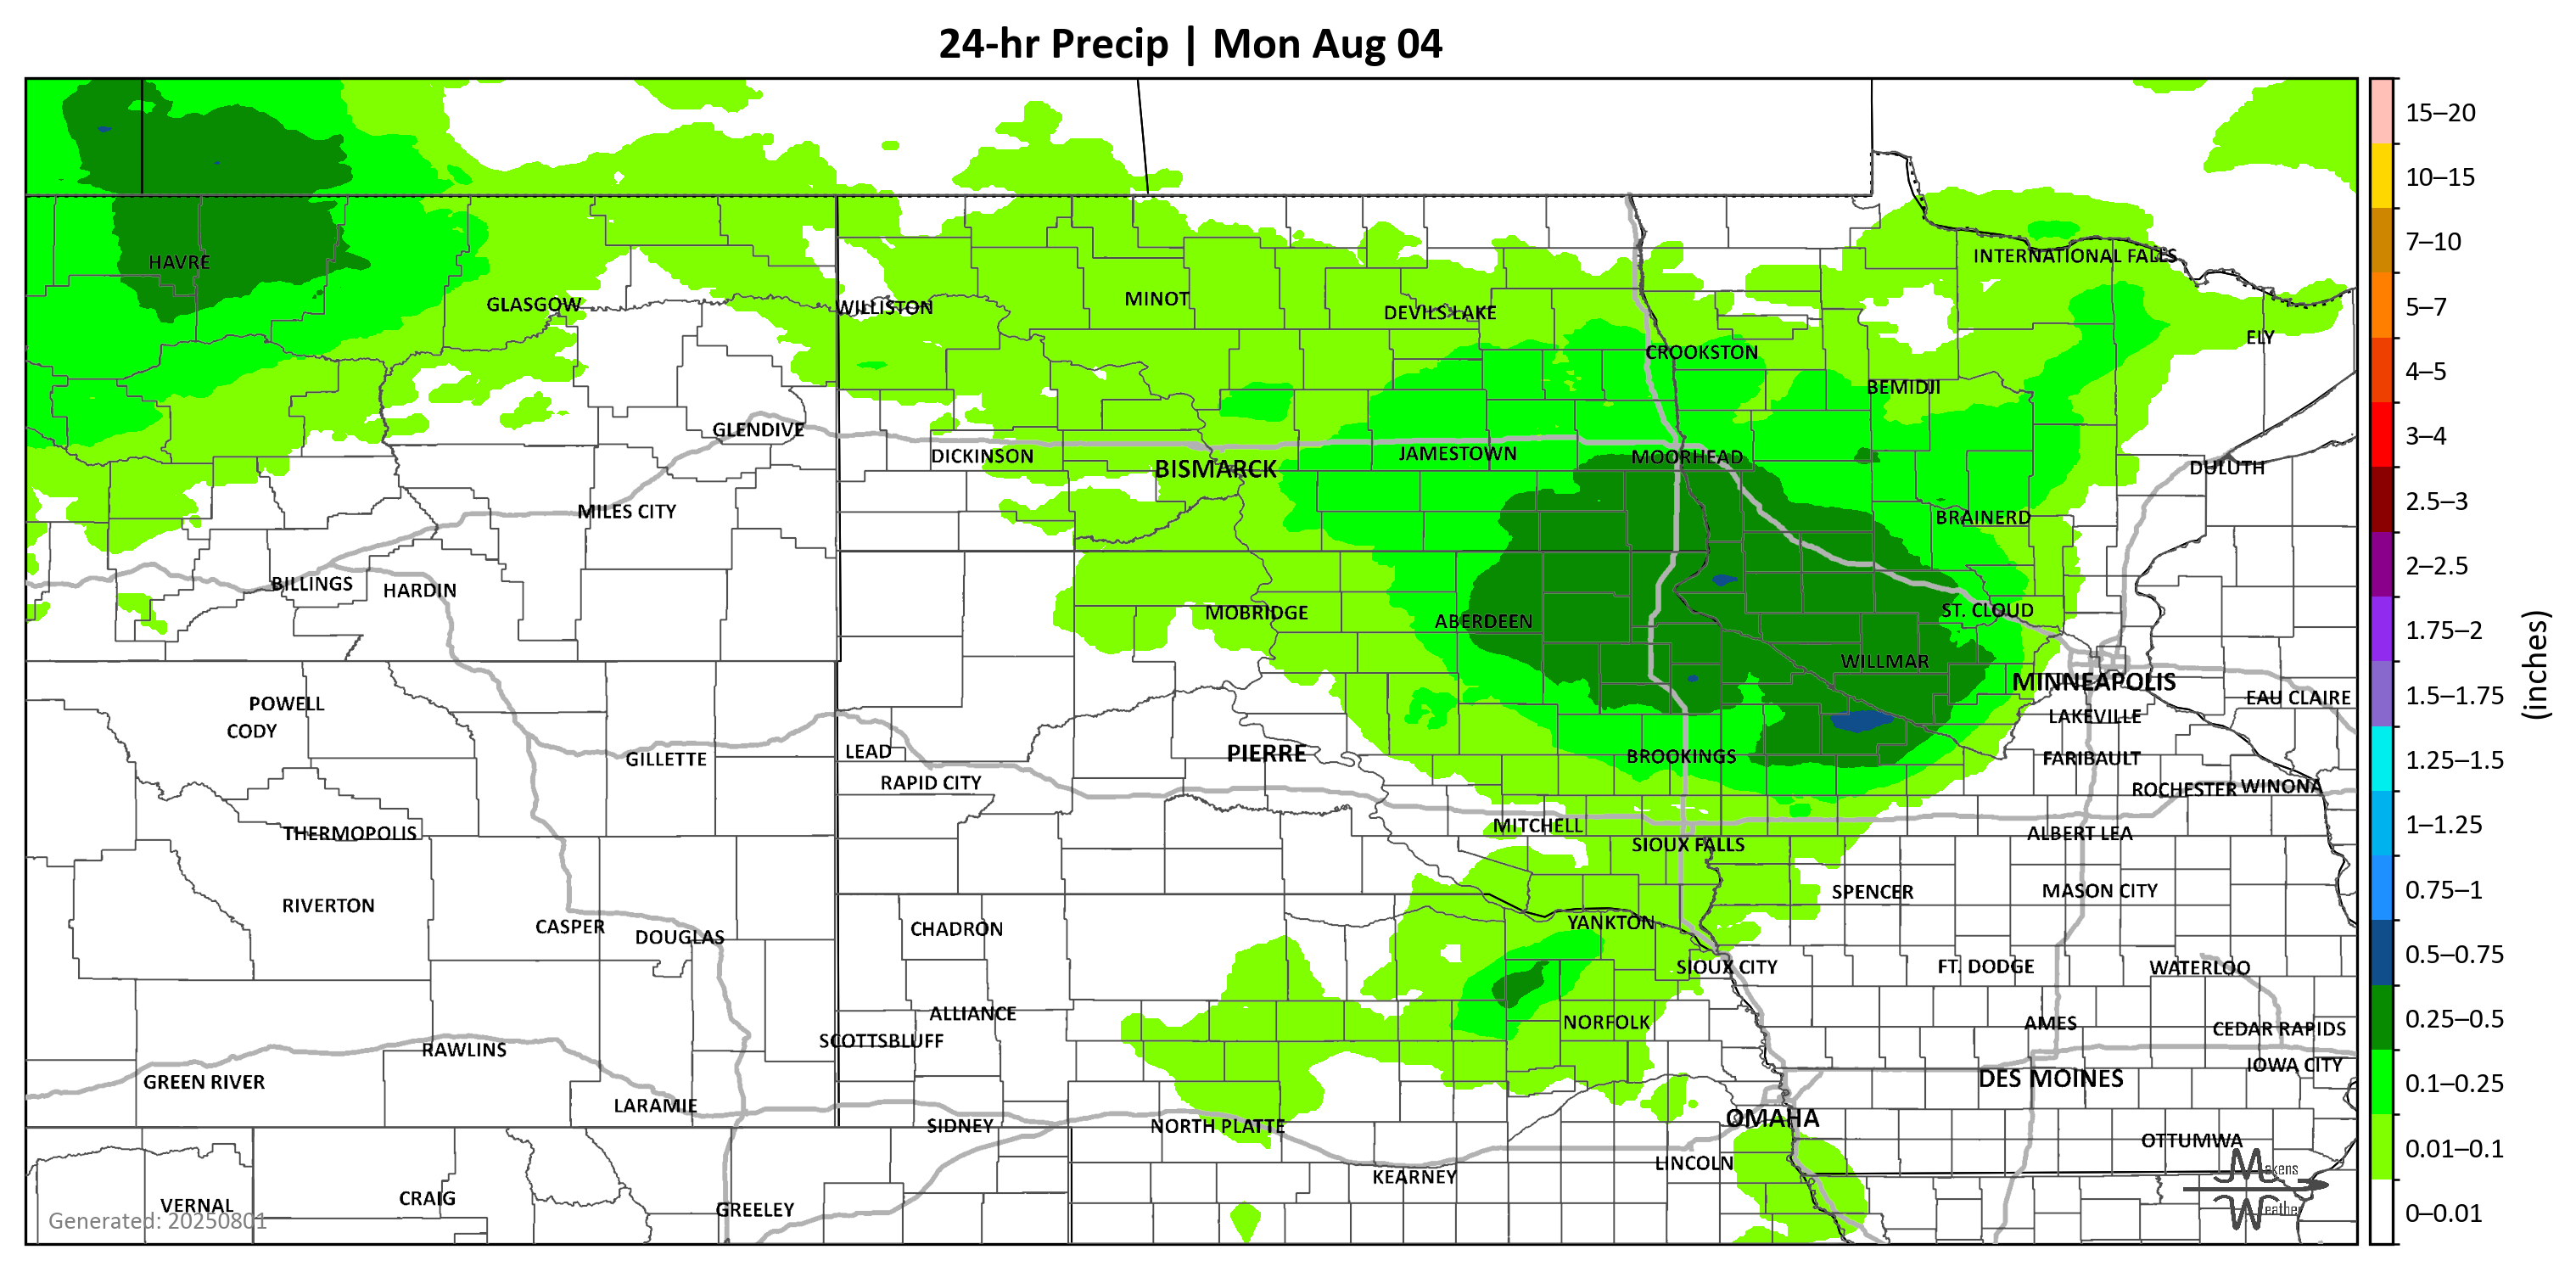 24-hr Precip | Mon Aug 04
15–20
10–15
7–10
5–7
4–5
3–4
2.5–3
2–2.5
1.75–2
1.5–1.75
1.25–1.5
1–1.25
0.75–1
0.5–0.75
0.25–0.5
0.1–0.25
0.01–0.1
0–0.01
(inches)
HAVRE
INTERNATIONAL FALLS
GLASGOW
WILLISTON
MINOT
DEVILS LAKE
ELY
CROOKSTON
BEMIDJI
GLENDIVE
DICKINSON
BISMARCK
JAMESTOWN
MOORHEAD
DULUTH
MILES CITY
BRAINERD
BILLINGS
HARDIN
MOBRIDGE
ABERDEEN
ST. CLOUD
WILLMAR
MINNEAPOLIS
POWELL
CODY
EAU CLAIRE
LAKEVILLE
GILLETTE
LEAD
PIERRE
BROOKINGS
FARIBAULT
RAPID CITY
ROCHESTER
WINONA
THERMOPOLIS
MITCHELL
SIOUX FALLS
ALBERT LEA
RIVERTON
SPENCER
MASON CITY
CASPER
DOUGLAS
CHADRON
YANKTON
SIOUX CITY
FT. DODGE
WATERLOO
ALLIANCE
SCOTTSBLUFF
NORFOLK
AMES
CEDAR RAPIDS
RAWLINS
IOWA CITY
GREEN RIVER
DES MOINES
LARAMIE
SIDNEY
NORTH PLATTE
OMAHA
OTTUMWA
KEARNEY
LINCOLN
VERNAL
CRAIG
GREELEY
Generated: 20250801
Makens
Weather